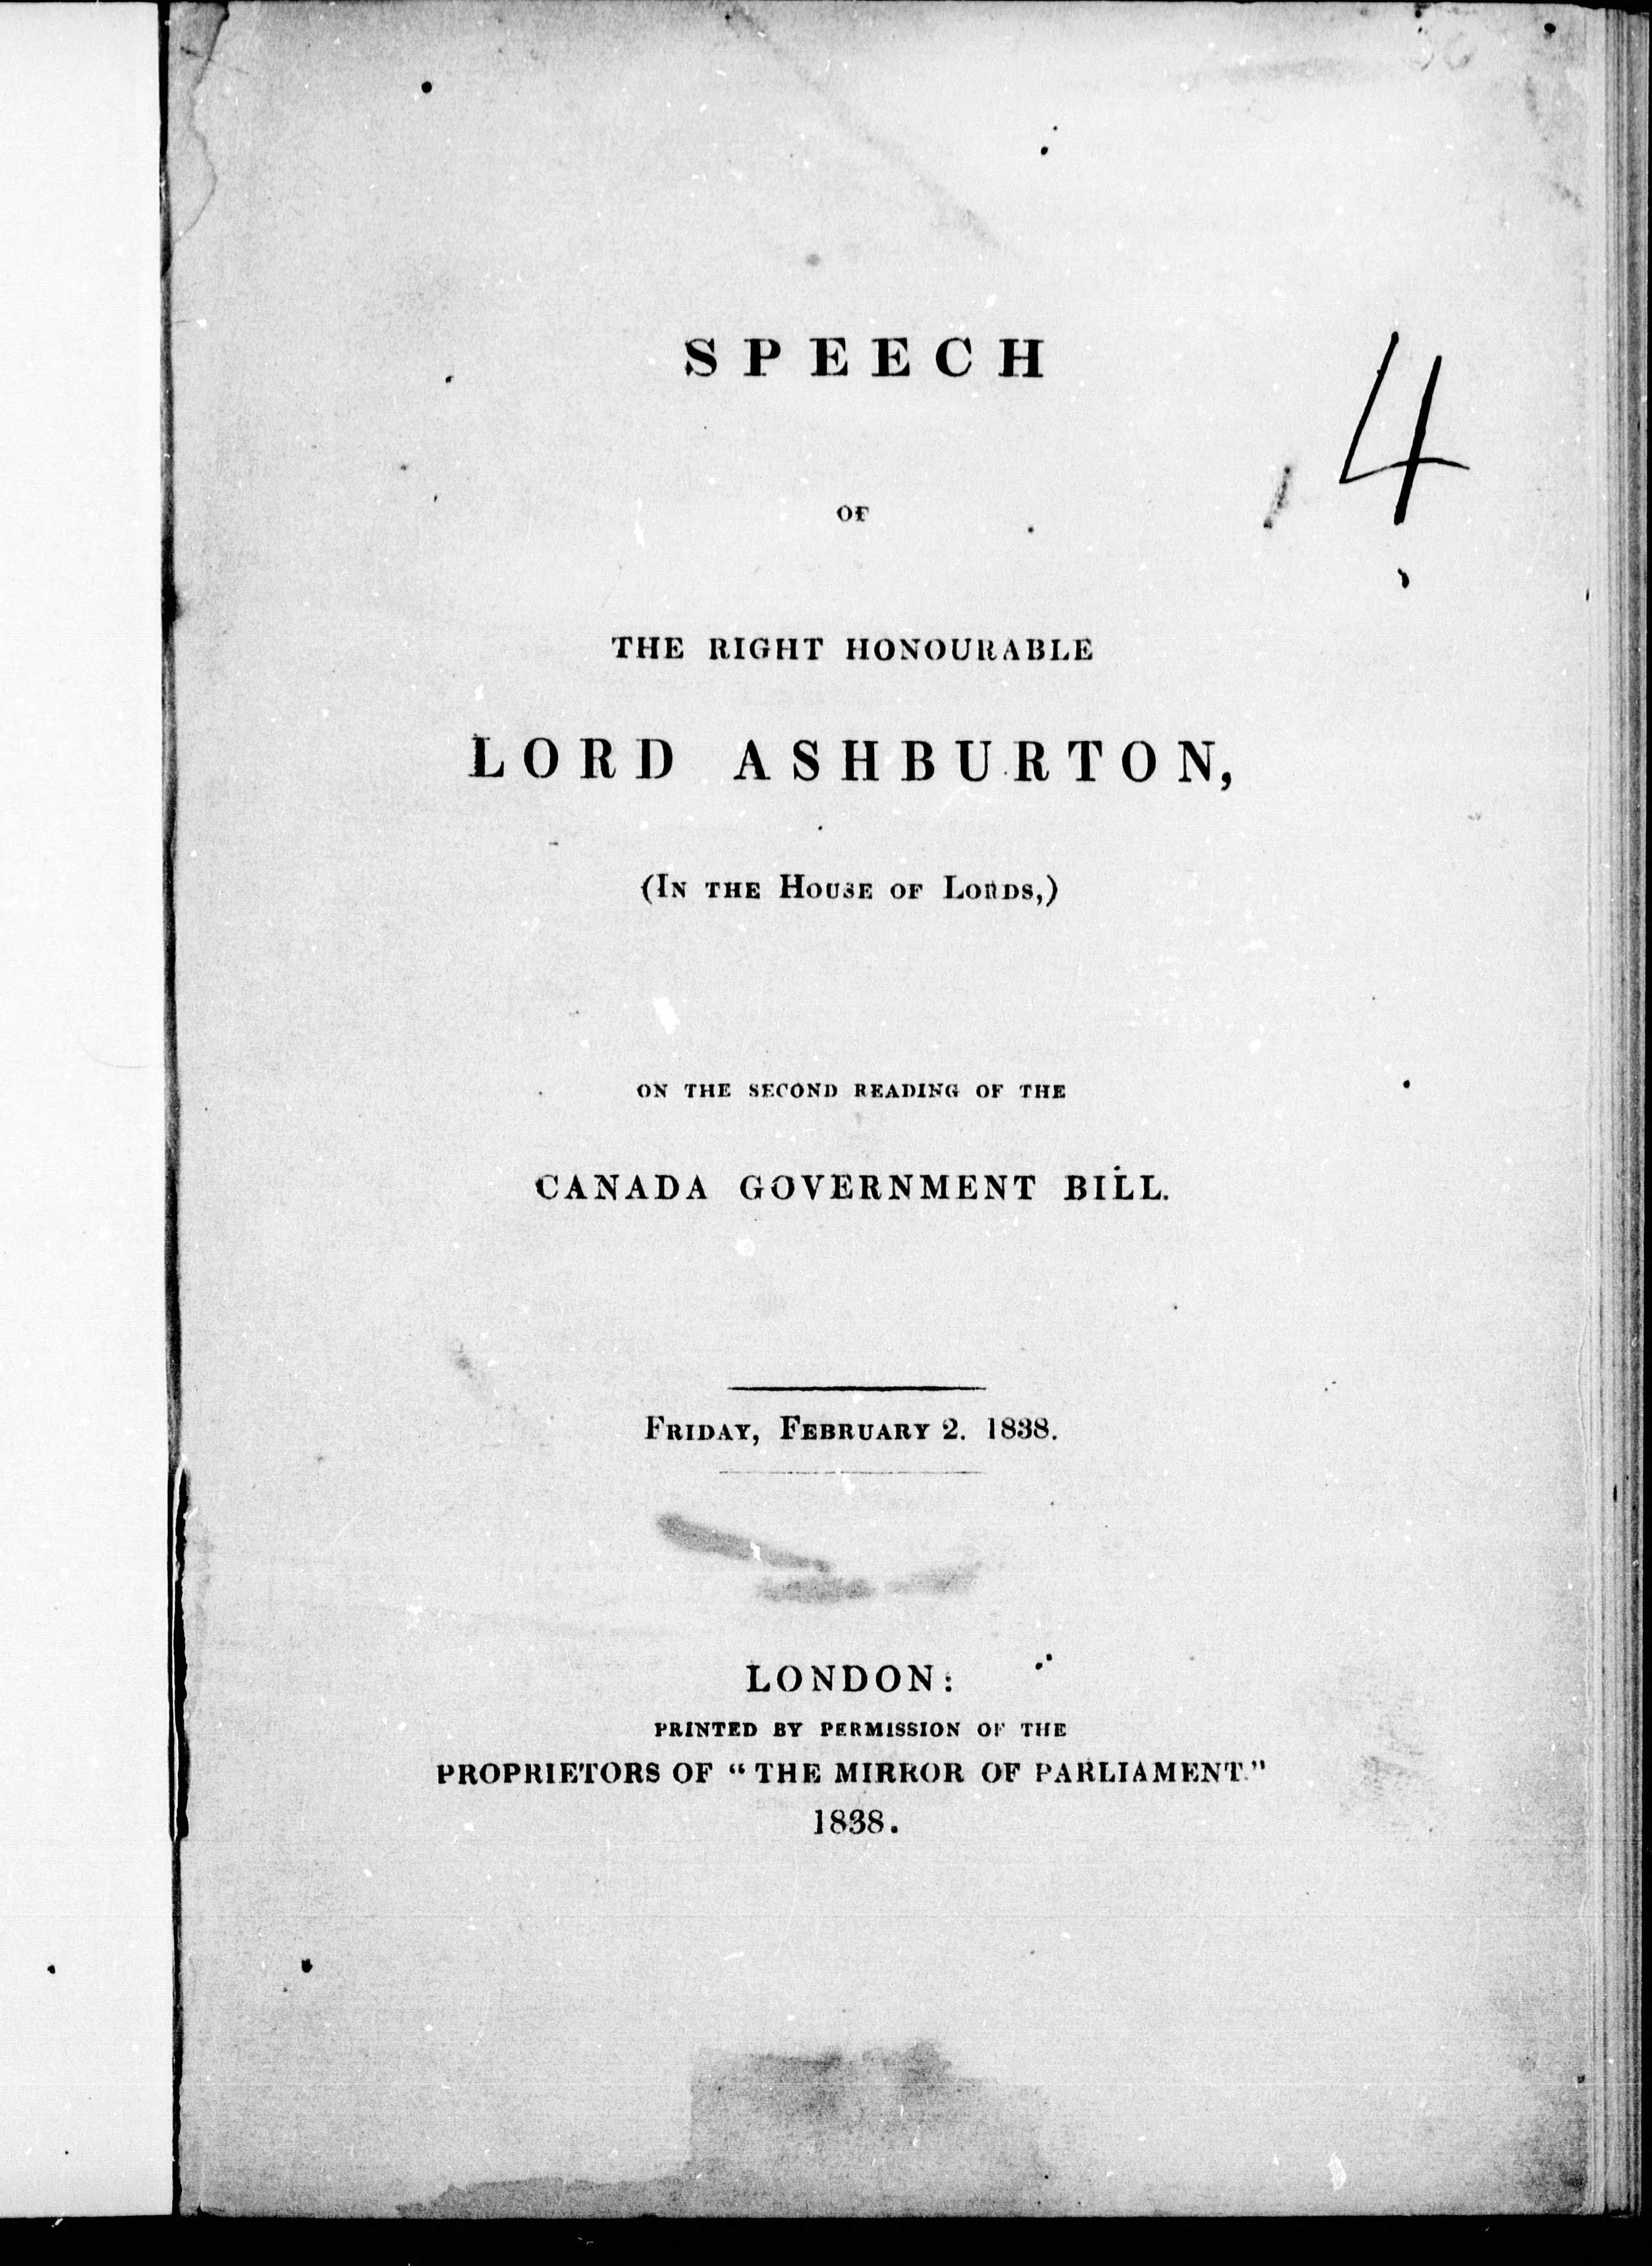 SPEECH
4
OF
THE RIGHT HONOURABLE
LORD ASHBURTON,
(IN THE HOUSE OF LORDS,)
ON THE SECOND READING OF THE
CANADA GOVERNMENT BILL.
FRIDAY, FEBRUARY 2. 1838.
LONDON:
PRINTED BY PERMISSION OF THE
PROPRIETORS OF “THE MIRROR OF PARLIAMENT.”
1838.